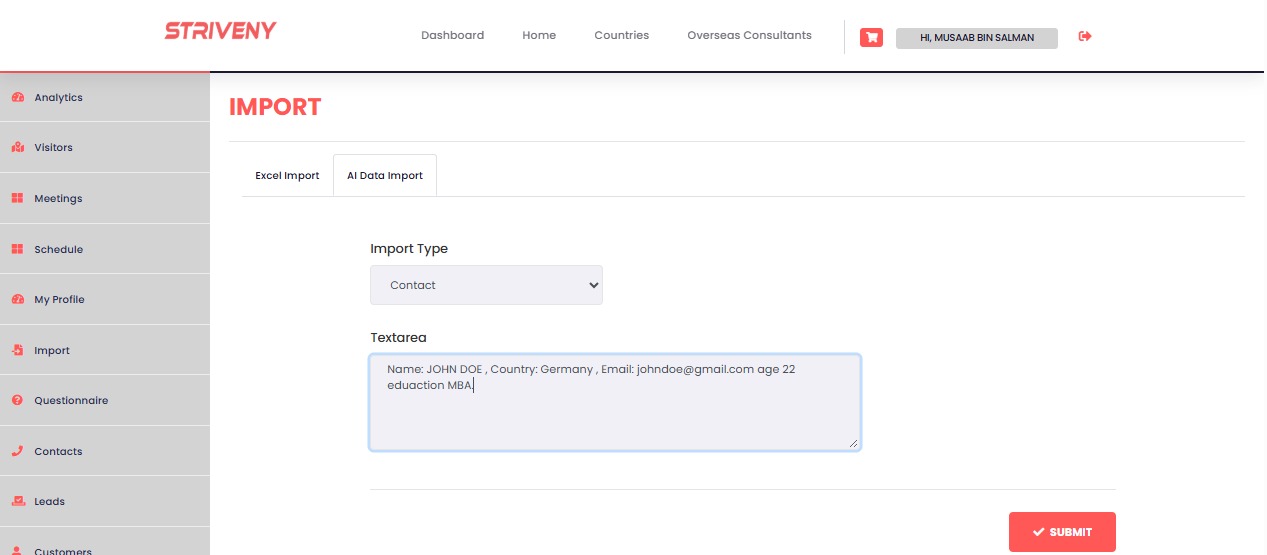 STRIVENY
Dashboard
Home
Countries
Overseas Consultants
HI, MUSAAB BIN SALMAN
Analytics
Visitors
Meetings
Schedule
My Profile
Import
Questionnaire
Contacts
Leads
Customers
IMPORT
Excel Import
AI Data Import
Import Type
Contact
Textarea
Name: JOHN DOE , Country: Germany , Email: johndoe@gmail.com age 22
eduaction MBA.
SUBMIT